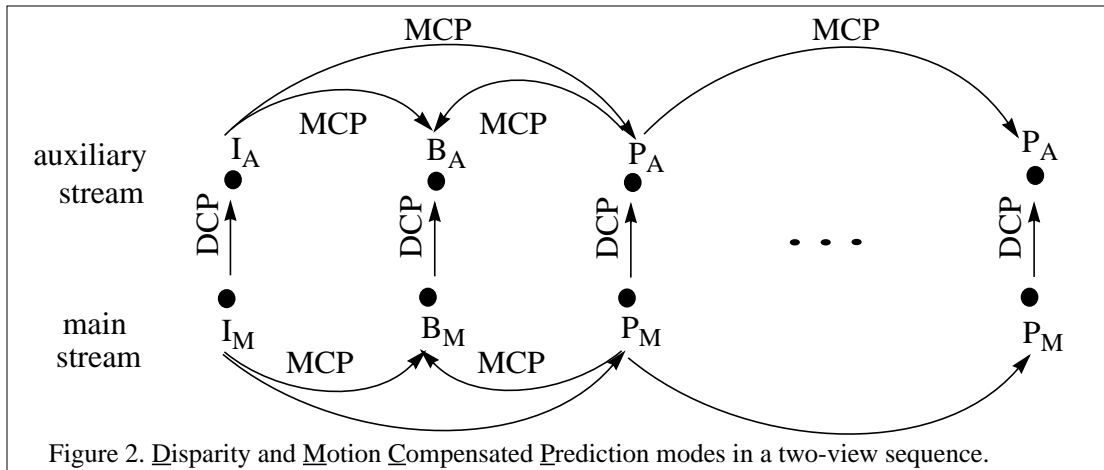 MCP MCP
MCP MCP
I_A B_A P_A P_A
auxiliary
stream
DCP DCP DCP DCP
. . .
main
stream
I_M B_M P_M P_M
MCP MCP
Figure 2. Disparity and Motion Compensated Prediction modes in a two-view sequence.